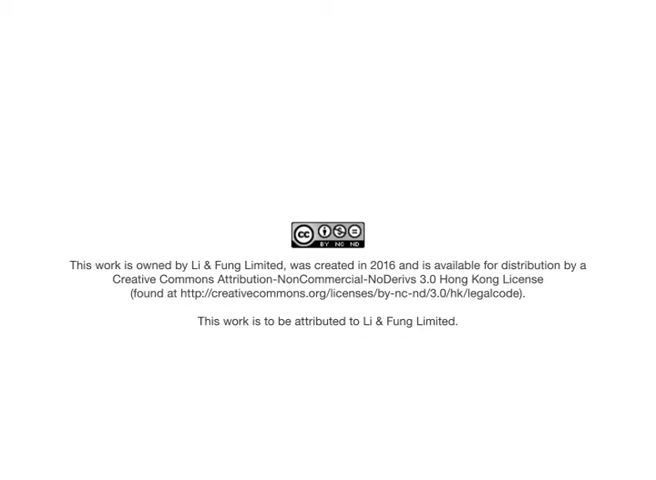 cc
BY NC ND
This work is owned by Li & Fung Limited, was created in 2016 and is available for distribution by a
Creative Commons Attribution-NonCommercial-NoDerivs 3.0 Hong Kong License
(found at http://creativecommons.org/licenses/by-nc-nd/3.0/hk/legalcode).
This work is to be attributed to Li & Fung Limited.